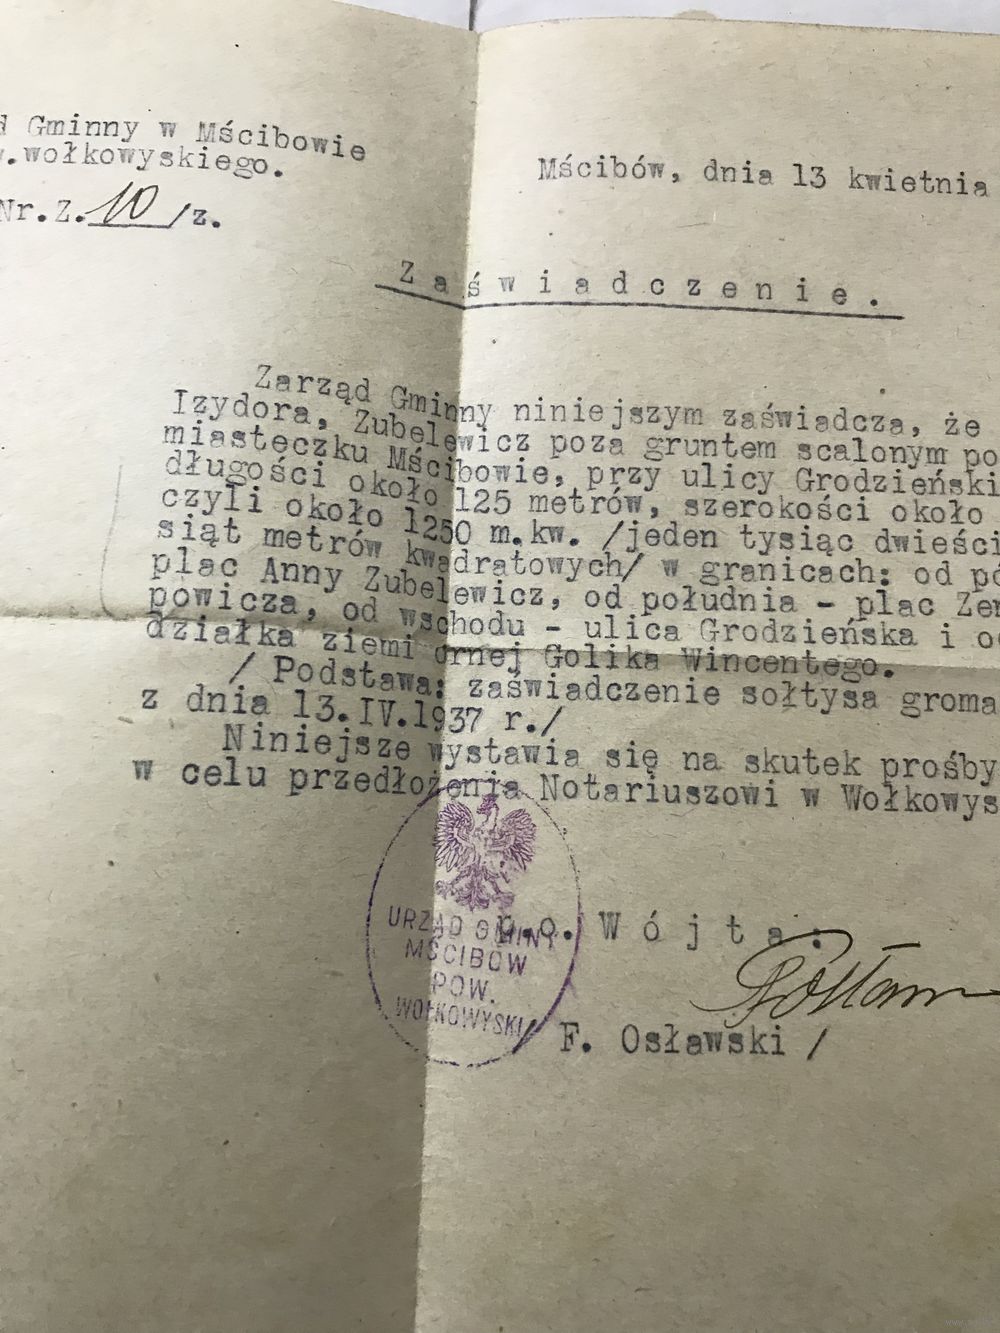 Gminny w Mścibowie
wołkowyskiego.
Nr.Z. 10 /z.
Mścibów, dnia 13 kwietnia
Zaświadczenie.
Zarząd Gminny niniejszym zaświadcza, że
Izydora, Zubelewicz poza gruntem scalonym po
miasteczku Mścibowie, przy ulicy Grodzieński
długości około 125 metrów, szerokości około
czyli około 1250 m.kw. /jeden tysiąc dwieści
siąt metrów kwadratowych/ w granicach: od pó
plac Anny Zubelewicz, od południa - plac Zen
powicza, od wschodu - ulica Grodzieńska i o
działka ziemi ornej Golika Wincentego.
/ Podstawa: zaświadczenie sołtysa groma
z dnia 13.IV.1937 r./
Niniejsze wystawia się na skutek prośby
w celu przedłożenia Notariuszowi w Wołkowys
URZĄD GMINY
MŚCIBÓW
POW.
WOŁKOWYSKI
p.o. Wójta:
/ F. Osławski /